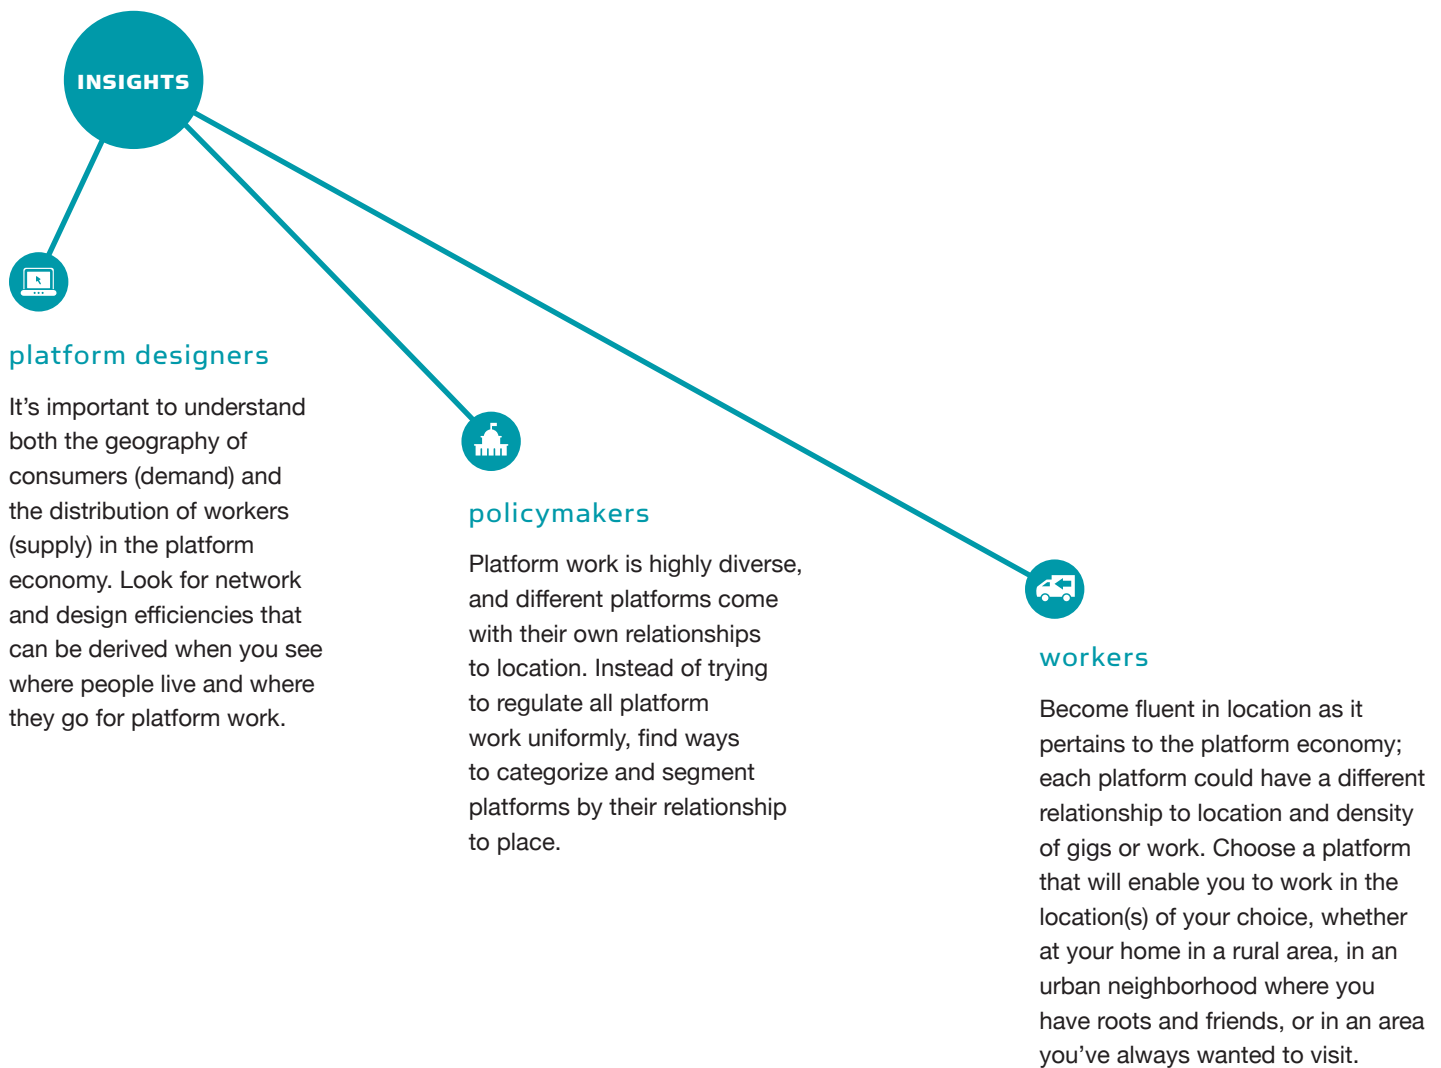 INSIGHTS
platform designers
It’s important to understand
both the geography of
consumers (demand) and
the distribution of workers
(supply) in the platform
economy. Look for network
and design efficiencies that
can be derived when you see
where people live and where
they go for platform work.
policymakers
Platform work is highly diverse,
and different platforms come
with their own relationships
to location. Instead of trying
to regulate all platform
work uniformly, find ways
to categorize and segment
platforms by their relationship
to place.
workers
Become fluent in location as it
pertains to the platform economy;
each platform could have a different
relationship to location and density
of gigs or work. Choose a platform
that will enable you to work in the
location(s) of your choice, whether
at your home in a rural area, in an
urban neighborhood where you
have roots and friends, or in an area
you’ve always wanted to visit.